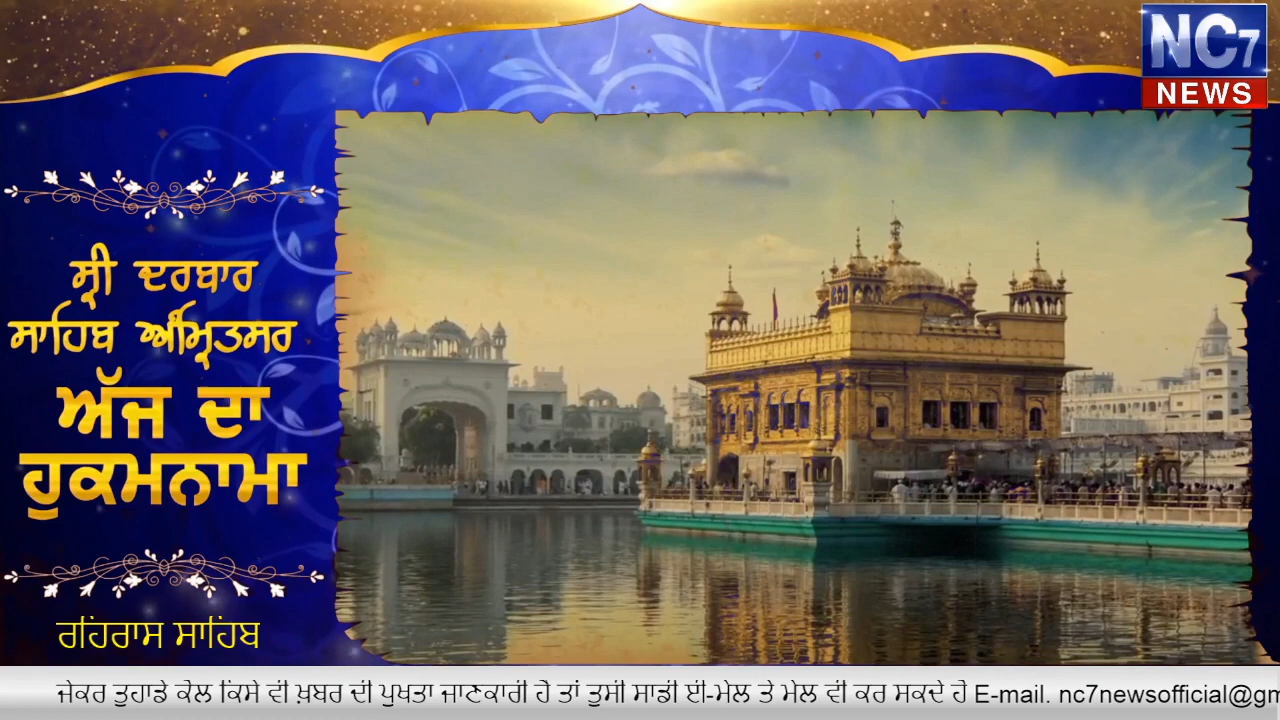 NC7
NEWS
ਸ੍ਰੀ ਦਰਬਾਰ
ਸਾਹਿਬ ਅੰਮ੍ਰਿਤਸਰ
ਅੱਜ ਦਾ
ਹੁਕਮਨਾਮਾ
ਰਹਿਰਾਸ ਸਾਹਿਬ
ਜੇਕਰ ਤੁਹਾਡੇ ਕੋਲ ਕਿਸੇ ਵੀ ਖ਼ਬਰ ਦੀ ਪੁਖਤਾ ਜਾਣਕਾਰੀ ਹੈ ਤਾਂ ਤੁਸੀਂ ਸਾਡੀ ਈ-ਮੇਲ ਤੇ ਮੇਲ ਵੀ ਕਰ ਸਕਦੇ ਹੋ E-mail. nc7newsofficial@gm